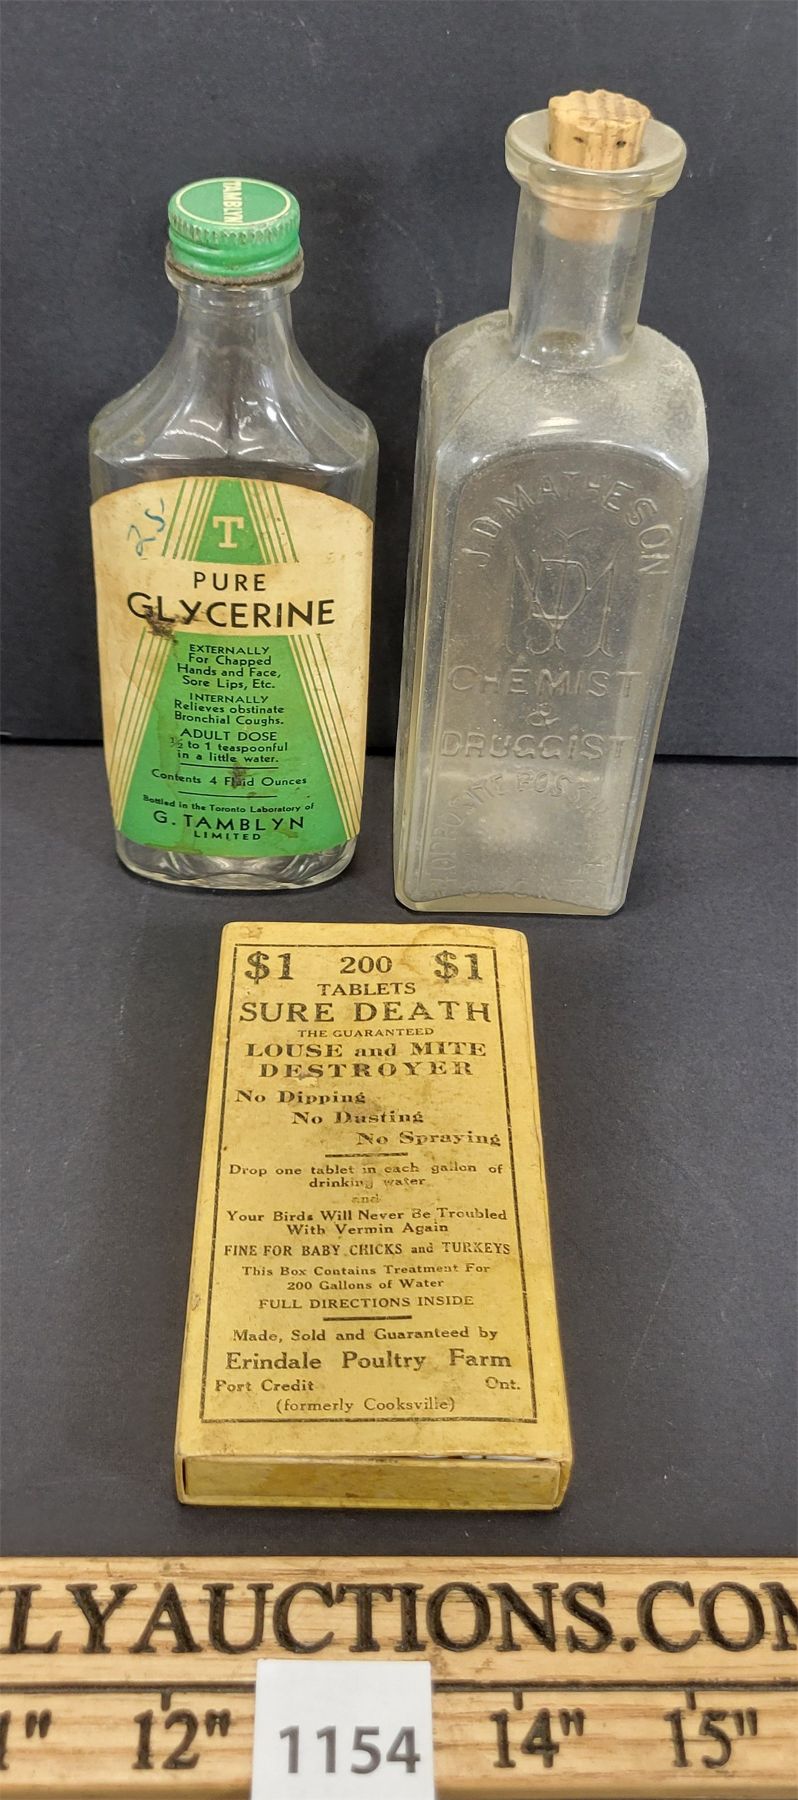 TAMBLYN
25
T
PURE
GLYCERINE
EXTERNALLY
For Chapped
Hands and Face,
Sore Lips, Etc.
INTERNALLY
Relieves obstinate
Bronchial Coughs.
ADULT DOSE
½ to 1 teaspoonful
in a little water.
Contents 4 Fluid Ounces
Bottled in the Toronto Laboratory of
G. TAMBLYN
LIMITED
J.D. MATHESON
JDM
CHEMIST
&
DRUGGIST
OPPOSITE POST
$1 200 $1
TABLETS
SURE DEATH
THE GUARANTEED
LOUSE and MITE
DESTROYER
No Dipping
No Dusting
No Spraying
Drop one tablet in each gallon of
drinking water
and
Your Birds Will Never Be Troubled
With Vermin Again
FINE FOR BABY CHICKS and TURKEYS
This Box Contains Treatment For
200 Gallons of Water
FULL DIRECTIONS INSIDE
Made, Sold and Guaranteed by
Erindale Poultry Farm
Port Credit Ont.
(formerly Cooksville)
LYAUCTIONS.COM
1" 12" 14" 15"
1154